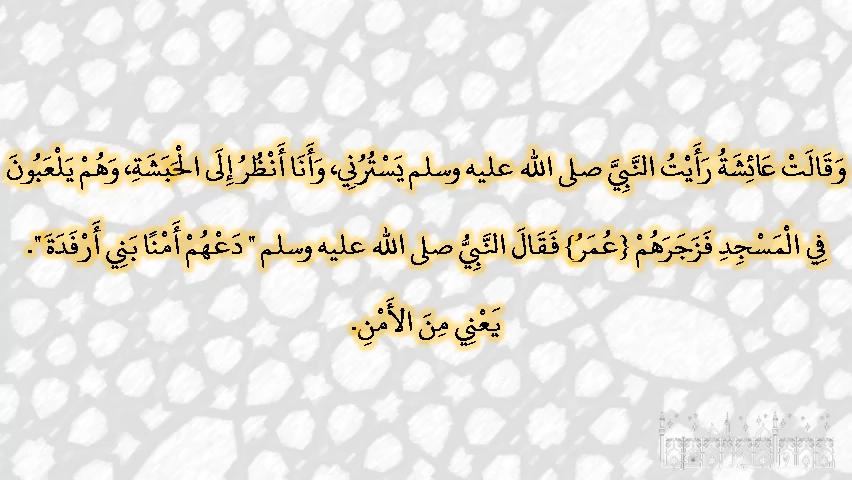 وَقَالَتْ عَائِشَةُ رَأَيْتُ النَّبِيَّ صلى الله عليه وسلم يَسْتُرُنِي، وَأَنَا أَنْظُرُ إِلَى الْحَبَشَةِ، وَهُمْ يَلْعَبُونَ
فِي الْمَسْجِدِ فَزَجَرَهُمْ {عُمَرُ} فَقَالَ النَّبِيُّ صلى الله عليه وسلم " دَعْهُمْ أَمْنًا بَنِي أَرْفَدَةَ ".
يَعْنِي مِنَ الأَمْنِ.